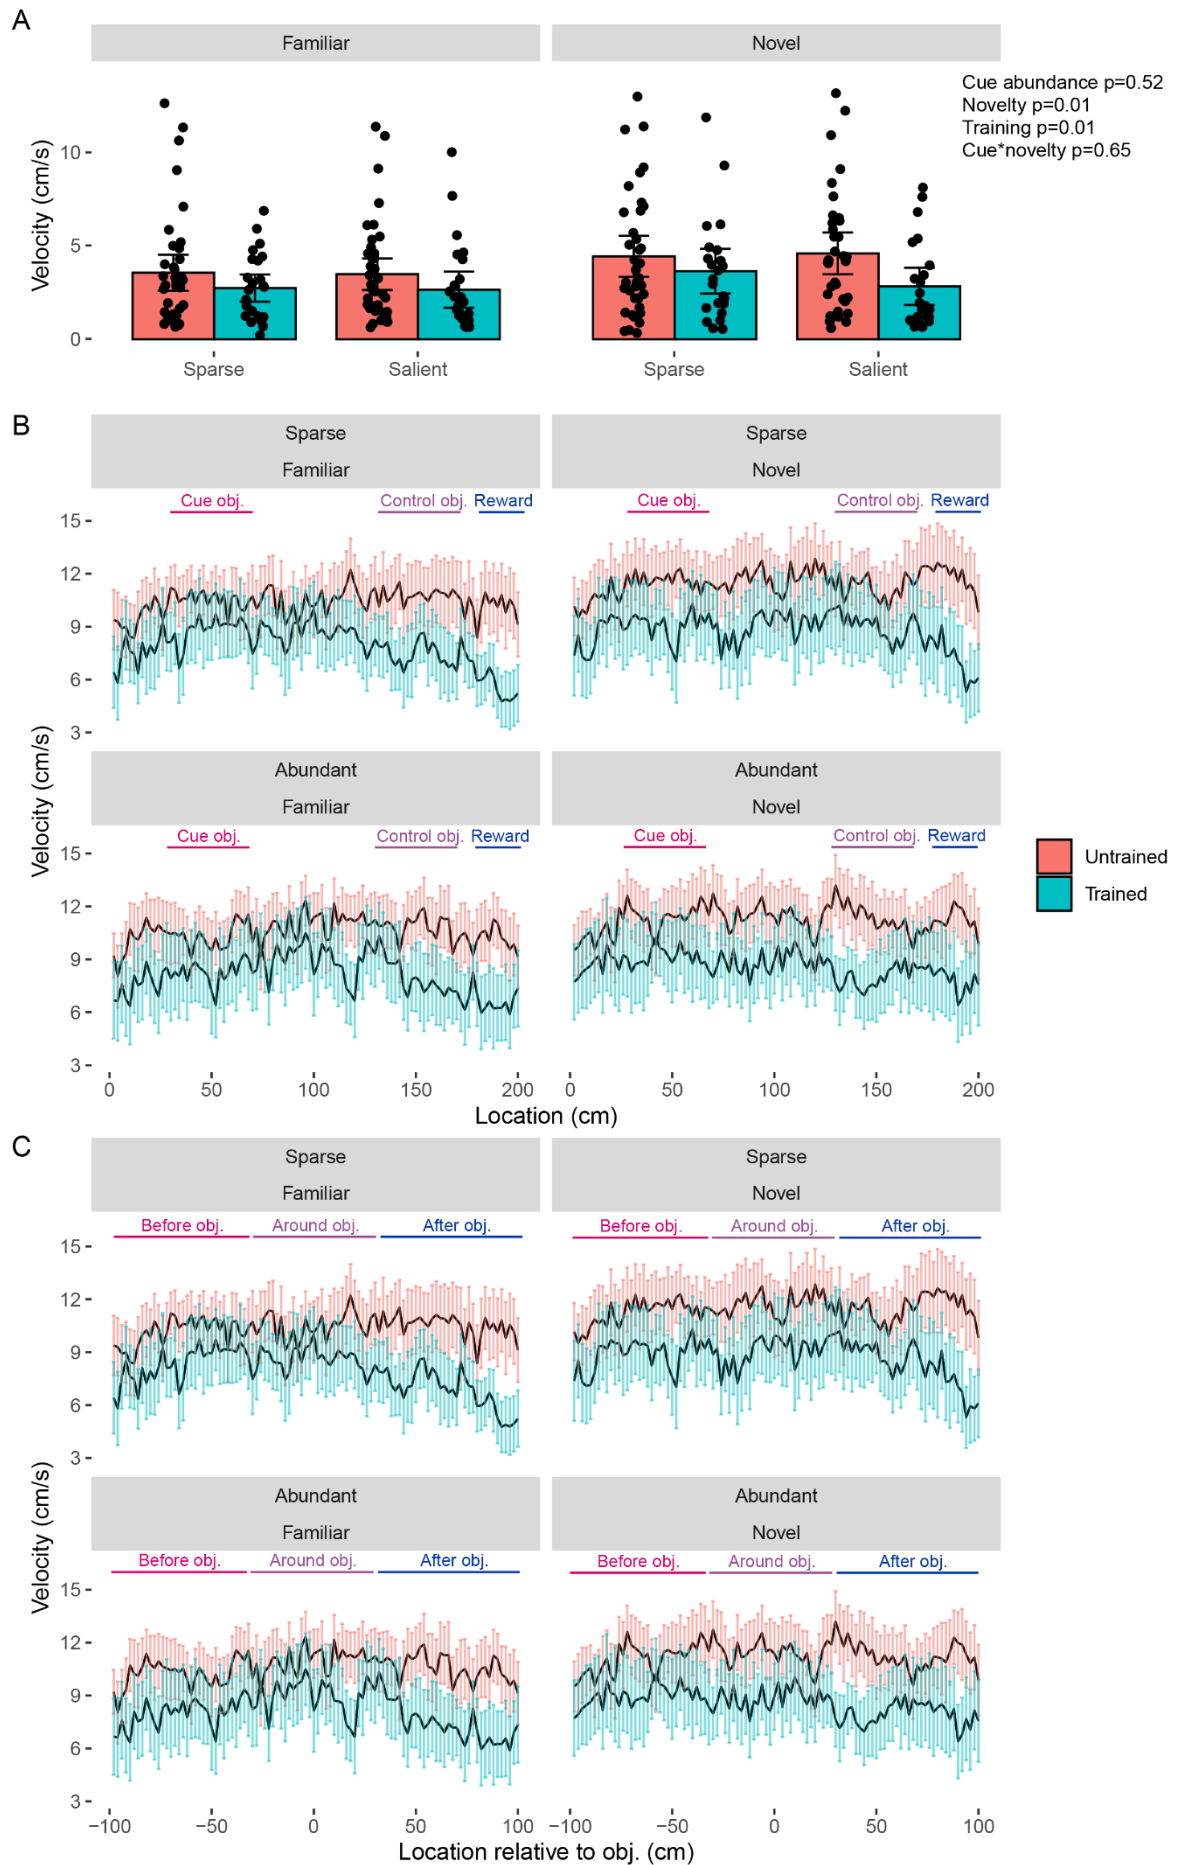 A
Familiar
Novel
Cue abundance p=0.52
Novelty p=0.01
Training p=0.01
Cue*novelty p=0.65
Velocity (cm/s)
10
5
0
Sparse
Salient
Sparse
Salient
B
Sparse
Familiar
Sparse
Novel
Cue obj.
Control obj.
Reward
Cue obj.
Control obj.
Reward
15
12
9
6
3
Velocity (cm/s)
Abundant
Familiar
Abundant
Novel
Cue obj.
Control obj.
Reward
Cue obj.
Control obj.
Reward
15
12
9
6
3
Untrained
Trained
0 50 100 150 200
0 50 100 150 200
Location (cm)
C
Sparse
Familiar
Sparse
Novel
Before obj.
Around obj.
After obj.
Before obj.
Around obj.
After obj.
15
12
9
6
3
Velocity (cm/s)
Abundant
Familiar
Abundant
Novel
Before obj.
Around obj.
After obj.
Before obj.
Around obj.
After obj.
15
12
9
6
3
−100 −50 0 50 100
−100 −50 0 50 100
Location relative to obj. (cm)